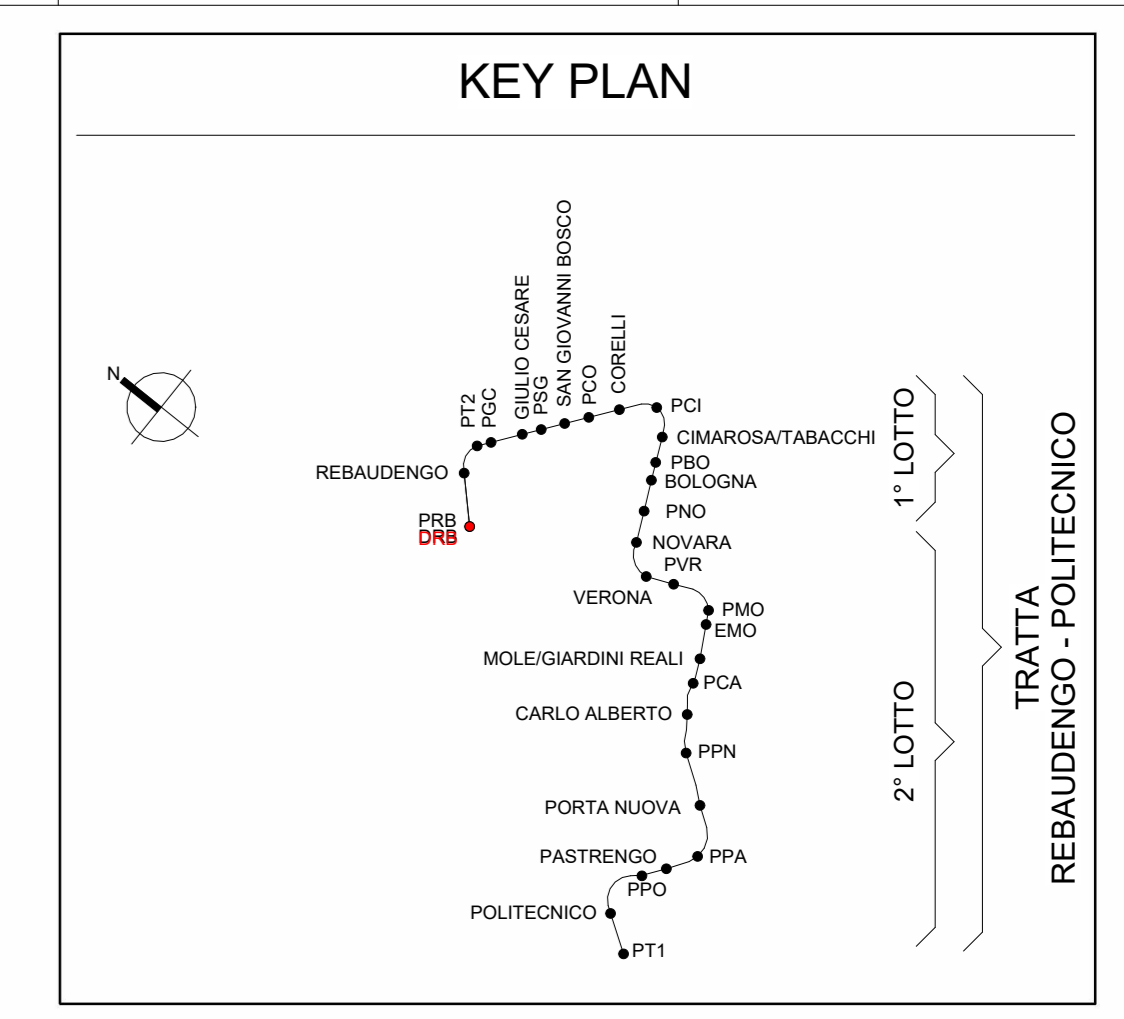 KEY PLAN
N
REBAUDENGO
PRB
DRB
PT2
PGC
GIULIO CESARE
PSG
SAN GIOVANNI BOSCO
PCO
CORELLI
PCI
CIMAROSA/TABACCHI
PBO
BOLOGNA
PNO
NOVARA
PVR
VERONA
PMO
EMO
MOLE/GIARDINI REALI
PCA
CARLO ALBERTO
PPN
PORTA NUOVA
PPA
PASTRENGO
PPO
POLITECNICO
PT1
1° LOTTO
2° LOTTO
TRATTA
REBAUDENGO - POLITECNICO